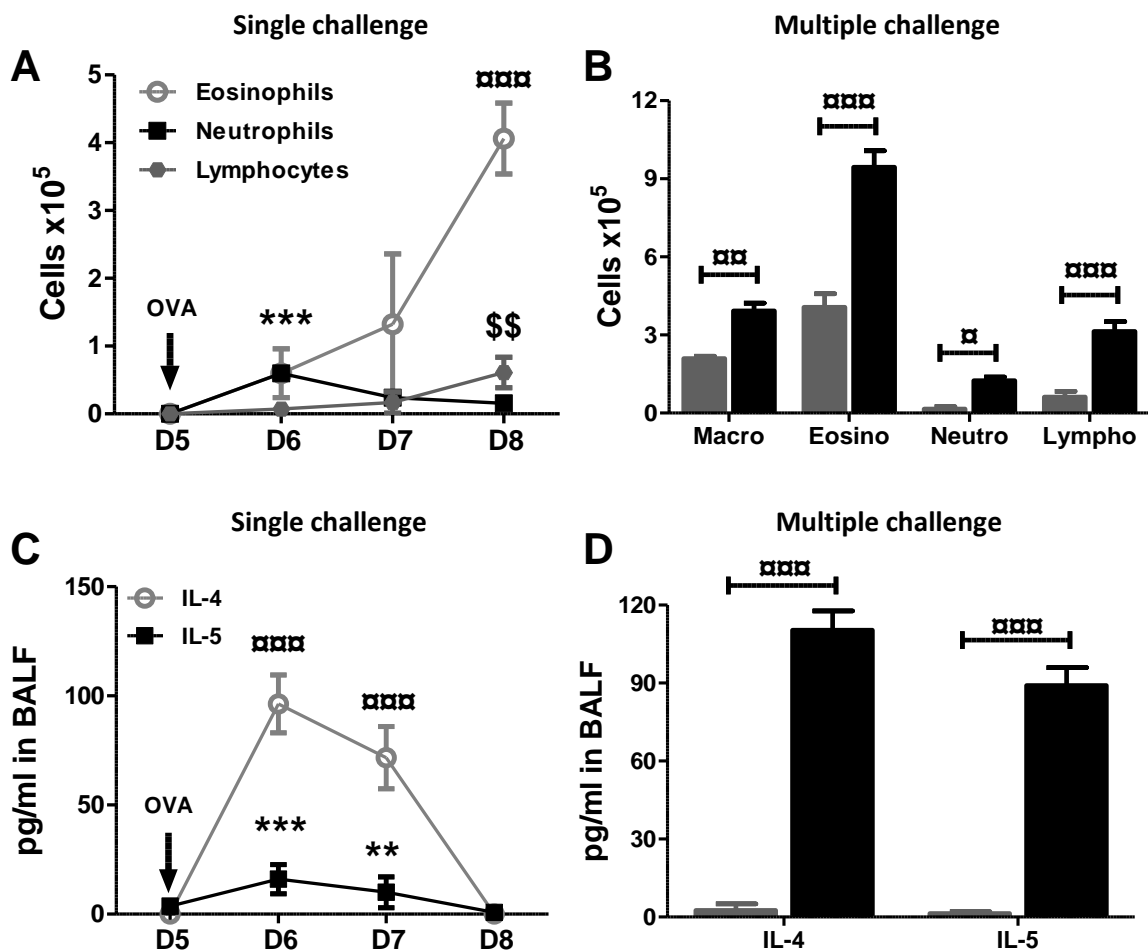 Single challenge
A
Eosinophils
Neutrophils
Lymphocytes
¤¤¤
5
4
3
2
1
0
Cells x10⁵
OVA
***
$$
D5 D6 D7 D8
Multiple challenge
B
¤¤¤
12
9
6
3
0
Cells x10⁵
¤¤
¤¤¤
¤
Macro Eosino Neutro Lympho
Single challenge
C
IL-4
IL-5
150
100
50
0
pg/ml in BALF
¤¤¤
¤¤¤
OVA
***
**
D5 D6 D7 D8
Multiple challenge
D
¤¤¤
¤¤¤
120
90
60
30
0
pg/ml in BALF
IL-4 IL-5